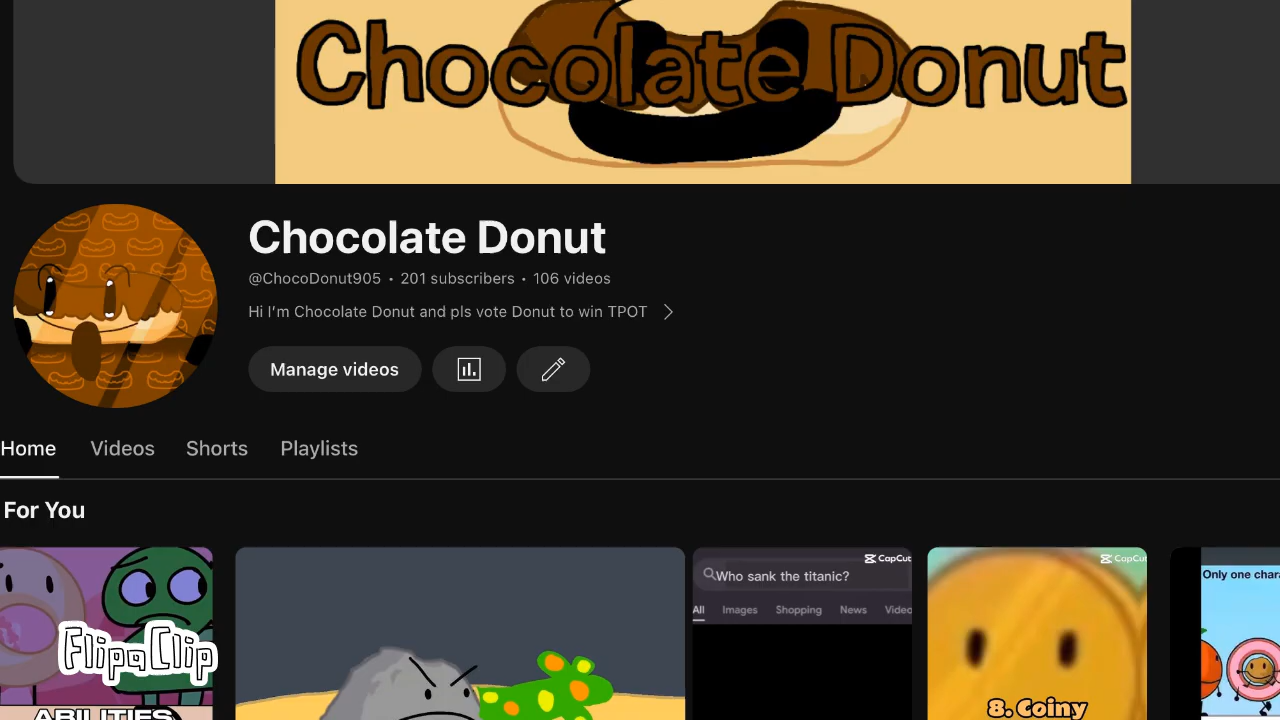 Chocolate Donut
Chocolate Donut
@ChocoDonut905 • 201 subscribers • 106 videos
Hi I'm Chocolate Donut and pls vote Donut to win TPOT
Manage videos
Home Videos Shorts Playlists
For You
FlipaClip
ABILITIES
CapCut
Who sank the titanic?
All Images Shopping News Video
CapCut
8. Coiny
Only one chara